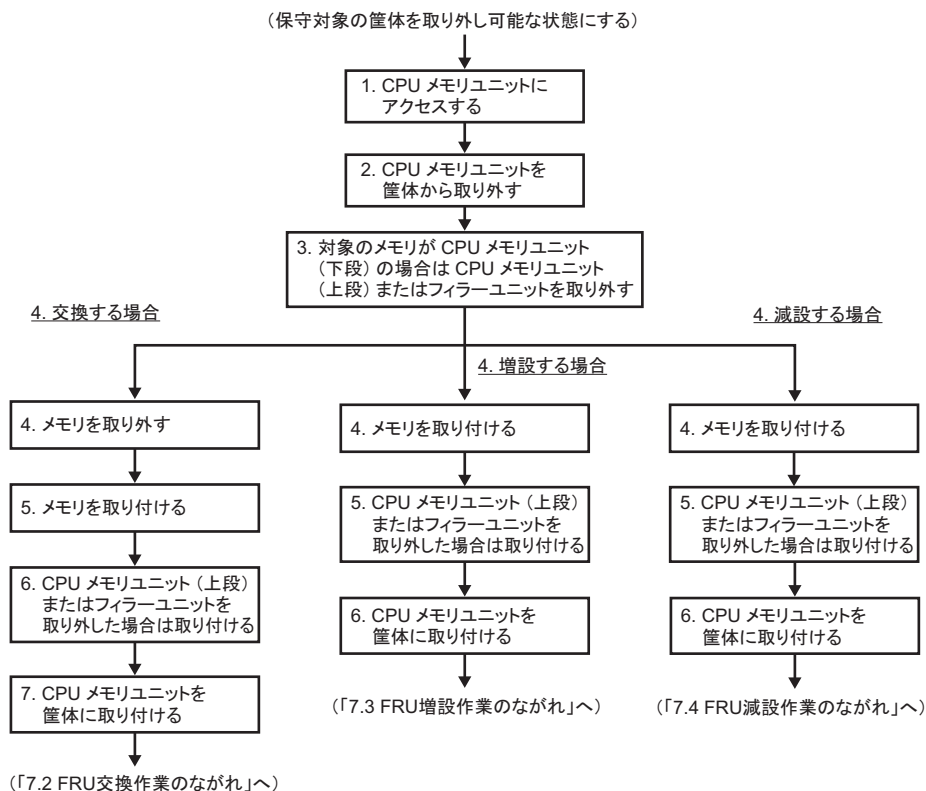 （保守対象の筐体を取り外し可能な状態にする）
1. CPU メモリユニットに
アクセスする
2. CPU メモリユニットを
筐体から取り外す
3. 対象のメモリが CPU メモリユニット
（下段）の場合は CPU メモリユニット
（上段）またはフィラーユニットを取り外す
4. 交換する場合
4. メモリを取り外す
5. メモリを取り付ける
6. CPU メモリユニット（上段）
またはフィラーユニットを
取り外した場合は取り付ける
7. CPU メモリユニットを
筐体に取り付ける
（「7.2 FRU交換作業のながれ」へ）
4. 増設する場合
4. メモリを取り付ける
5. CPU メモリユニット（上段）
またはフィラーユニットを
取り外した場合は取り付ける
6. CPU メモリユニットを
筐体に取り付ける
（「7.3 FRU増設作業のながれ」へ）
4. 減設する場合
4. メモリを取り付ける
5. CPU メモリユニット（上段）
またはフィラーユニットを
取り外した場合は取り付ける
6. CPU メモリユニットを
筐体に取り付ける
（「7.4 FRU減設作業のながれ」へ）